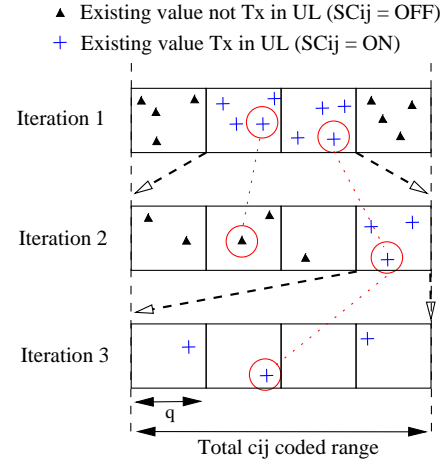 Existing value not Tx in UL (SCij = OFF)
Existing value Tx in UL (SCij = ON)
Iteration 1
Iteration 2
Iteration 3
q
Total cij coded range